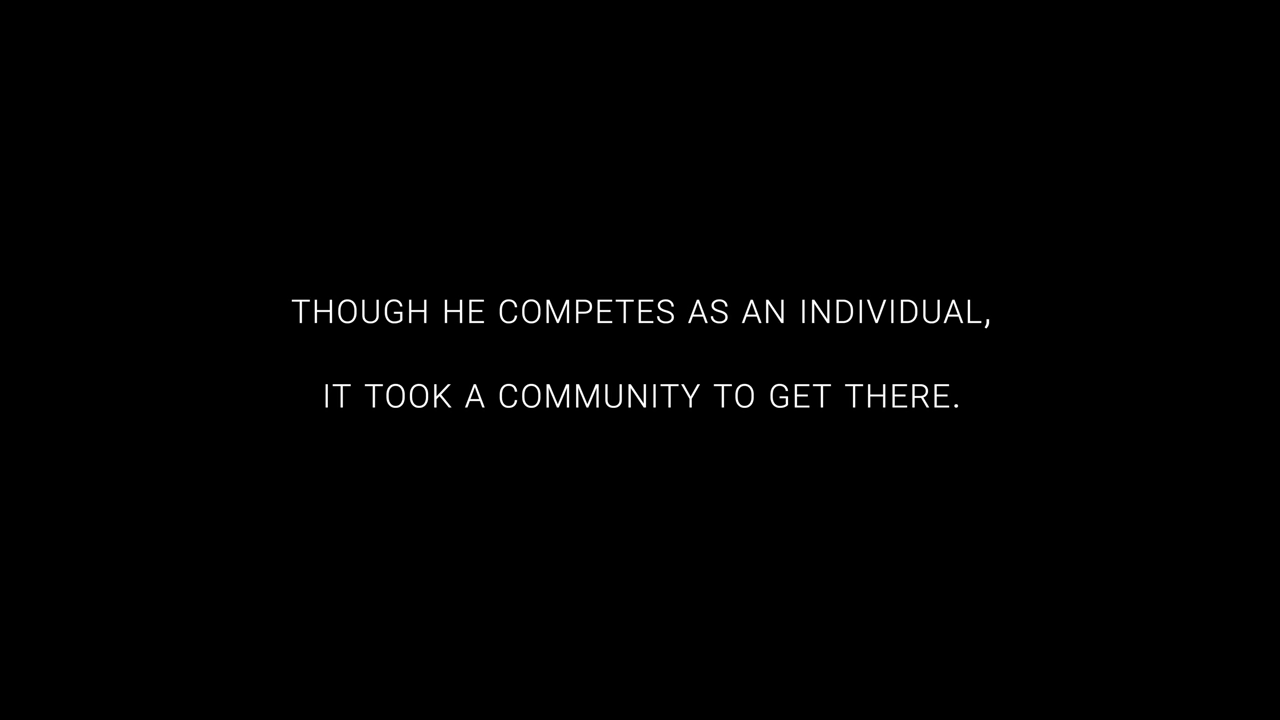 THOUGH HE COMPETES AS AN INDIVIDUAL,
IT TOOK A COMMUNITY TO GET THERE.